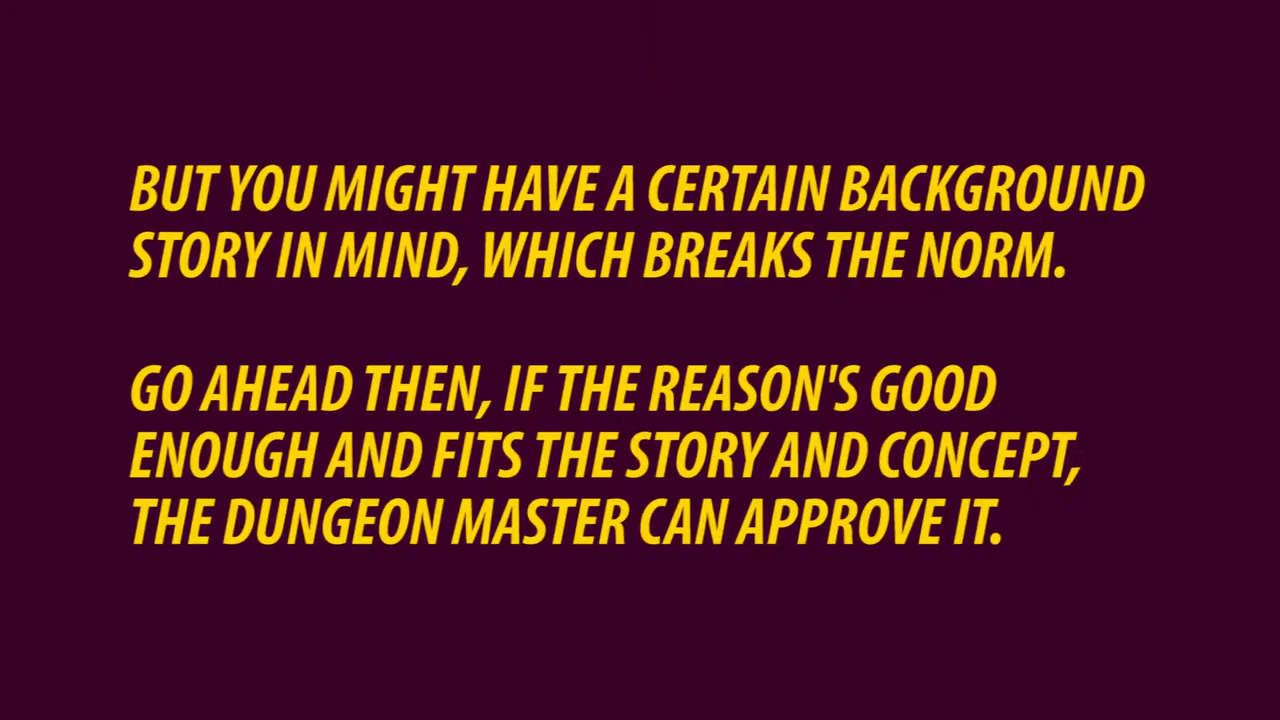 BUT YOU MIGHT HAVE A CERTAIN BACKGROUND
STORY IN MIND, WHICH BREAKS THE NORM.
GO AHEAD THEN, IF THE REASON'S GOOD
ENOUGH AND FITS THE STORY AND CONCEPT,
THE DUNGEON MASTER CAN APPROVE IT.